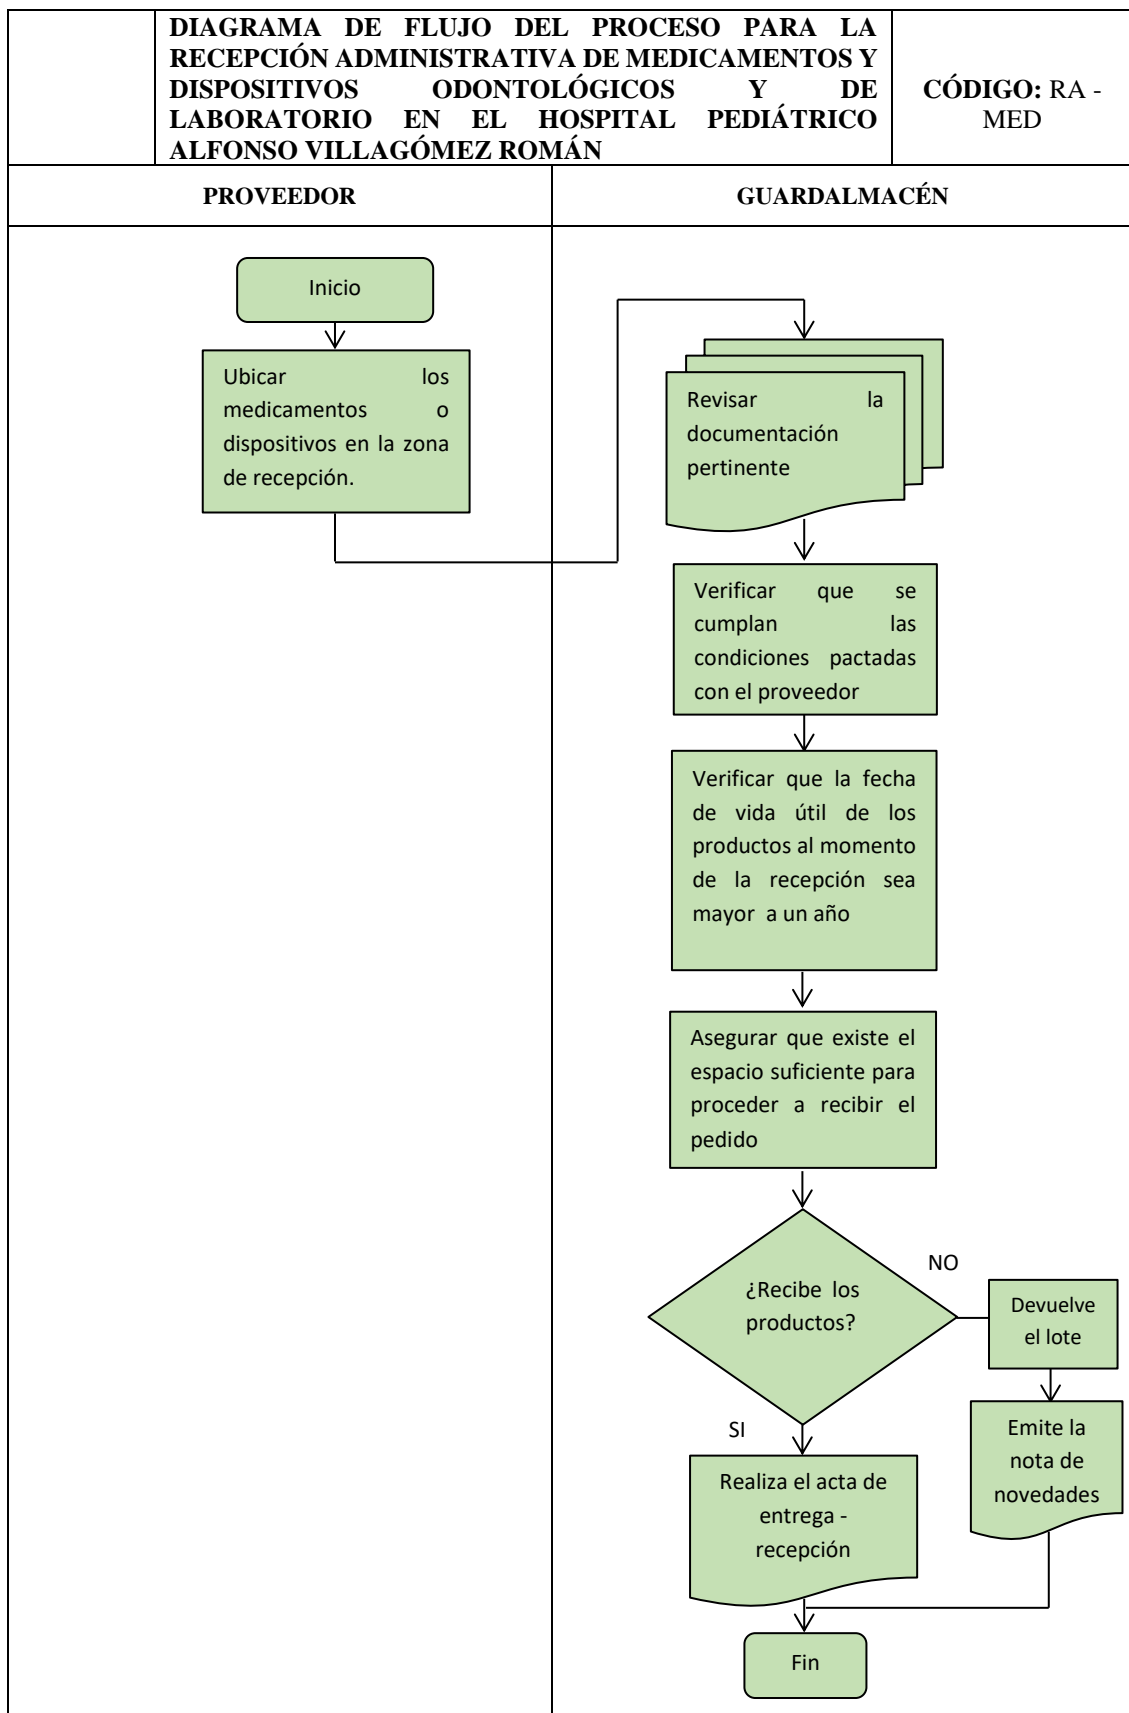 DIAGRAMA DE FLUJO DEL PROCESO PARA LA
RECEPCIÓN ADMINISTRATIVA DE MEDICAMENTOS Y
DISPOSITIVOS ODONTOLÓGICOS Y DE
LABORATORIO EN EL HOSPITAL PEDIÁTRICO
ALFONSO VILLAGÓMEZ ROMÁN
CÓDIGO: RA -
MED
PROVEEDOR
GUARDALMACÉN
Inicio
Ubicar los
medicamentos o
dispositivos en la zona
de recepción.
Revisar la
documentación
pertinente
Verificar que se
cumplan las
condiciones pactadas
con el proveedor
Verificar que la fecha
de vida útil de los
productos al momento
de la recepción sea
mayor a un año
Asegurar que existe el
espacio suficiente para
proceder a recibir el
pedido
¿Recibe los
productos?
NO
Devuelve
el lote
Emite la
nota de
novedades
SI
Realiza el acta de
entrega -
recepción
Fin